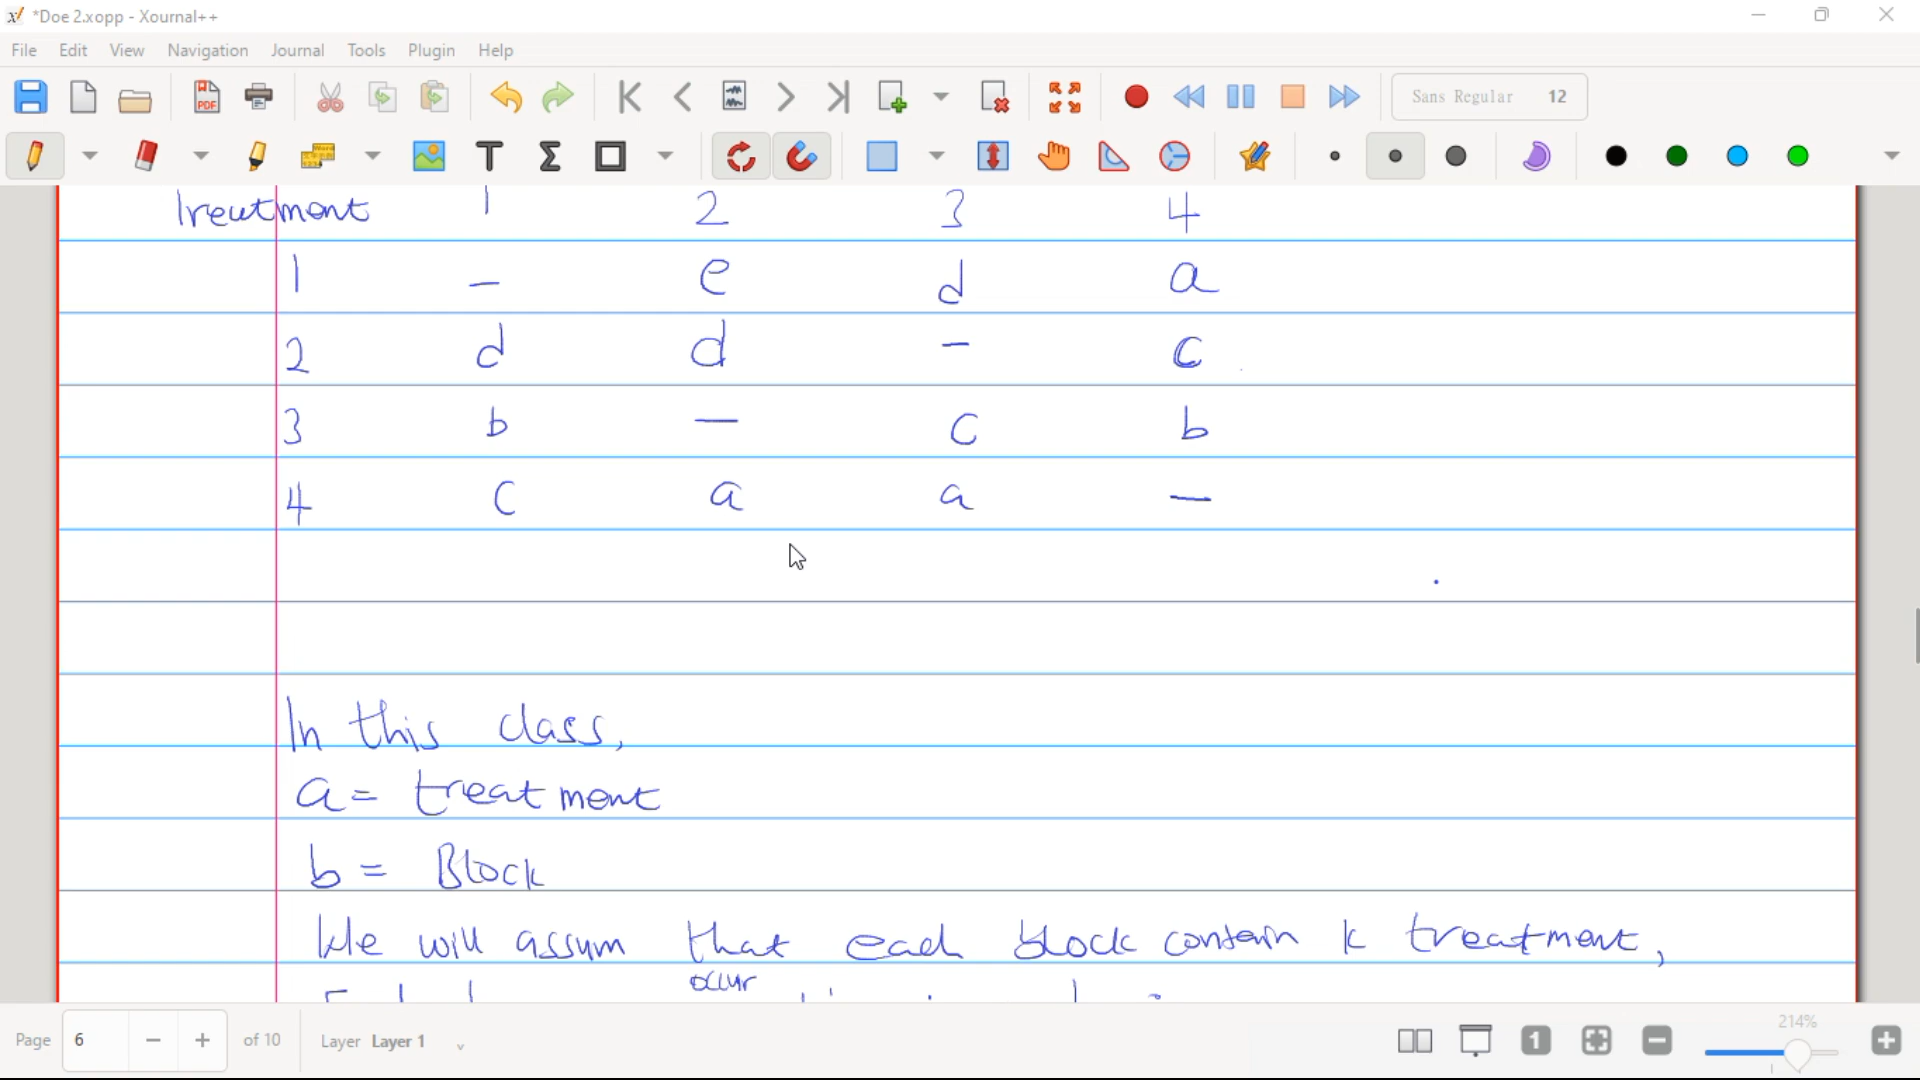 *Doe 2.xopp - Xournal++
File Edit View Navigation Journal Tools Plugin Help
PDF
Sans Regular 12
Treutment 1 2 3 4
1 - e d a
2 d d - c
3 b - c b
4 c a a -
In this class,
a = treatment
b = Block
We will assum that each block contain k treatment,
occur
Page 6 of 10 Layer Layer 1 214%